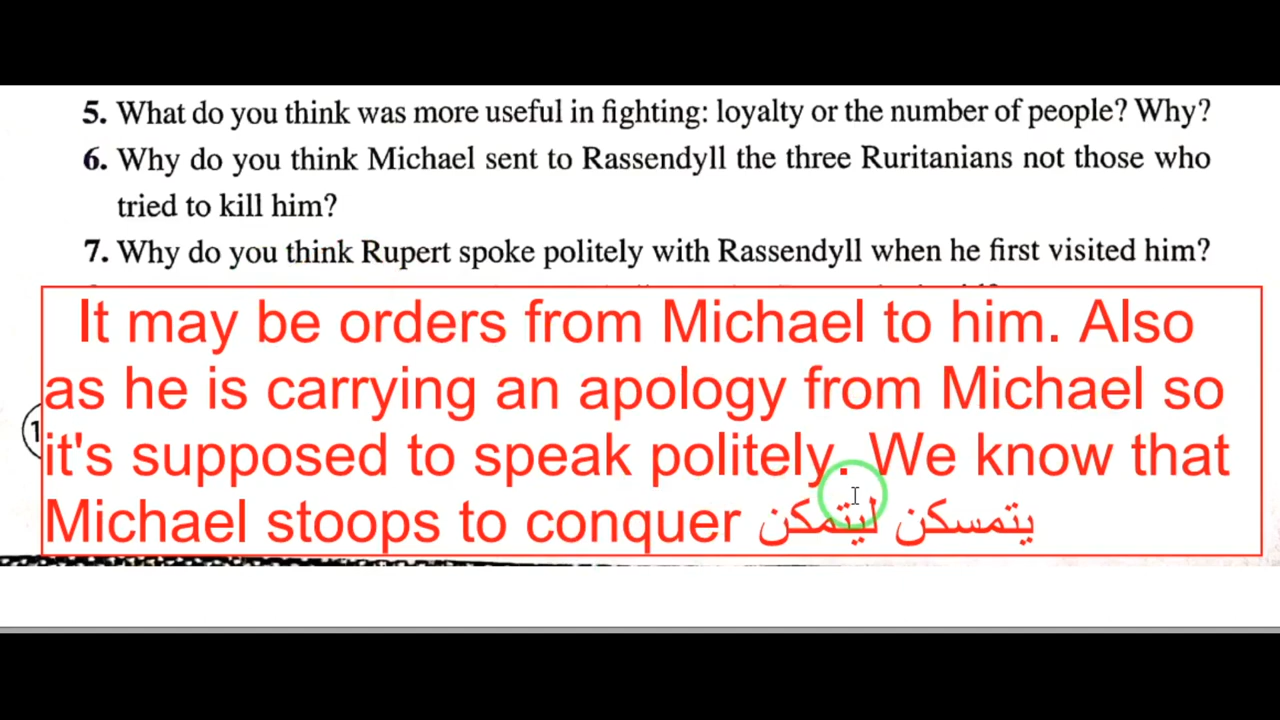 5. What do you think was more useful in fighting: loyalty or the number of people? Why?
6. Why do you think Michael sent to Rassendyll the three Ruritanians not those who
tried to kill him?
7. Why do you think Rupert spoke politely with Rassendyll when he first visited him?
It may be orders from Michael to him. Also
as he is carrying an apology from Michael so
it's supposed to speak politely. We know that
Michael stoops to conquer يتمسكن ليتمكن